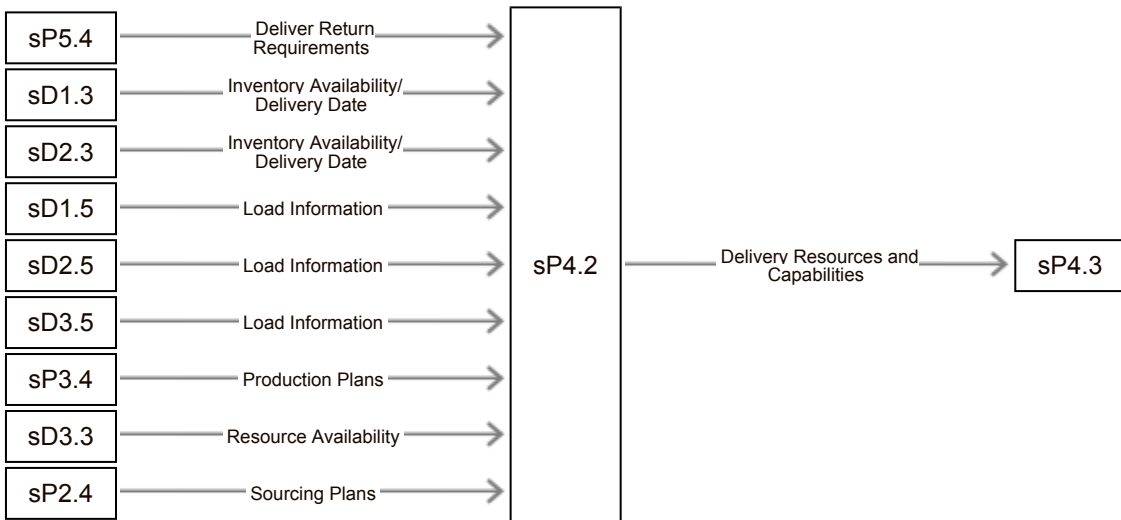 sP5.4
Deliver Return
Requirements
sD1.3
Inventory Availability/
Delivery Date
sD2.3
Inventory Availability/
Delivery Date
sD1.5
Load Information
sD2.5
Load Information
sD3.5
Load Information
sP3.4
Production Plans
sD3.3
Resource Availability
sP2.4
Sourcing Plans
sP4.2
Delivery Resources and
Capabilities
sP4.3